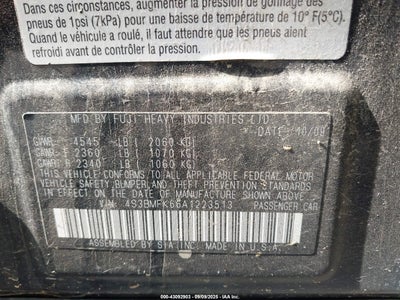 Dans ces circonstances, augmenter la pression de gonflage des
pneus de 1psi (7kPa) pour une baisse de température de 10° F(5°C).
Quand le véhicule a roulé, il faut attendre que les pneus aient
refroidi avant de contrôler la pression.
MFD BY FUJI HEAVY INDUSTRIES LTD.
DATE: 10/09
GVWR: 4545 LB ( 2060 KG)
GAWR: F 2360 LB ( 1070 KG)
GAWR: R 2340 LB ( 1060 KG)
THIS VEHICLE CONFORMS TO ALL APPLICABLE FEDERAL MOTOR
VEHICLE SAFETY, BUMPER, AND THEFT PREVENTION STANDARDS
IN EFFECT ON THE DATE OF MANUFACTURE SHOWN ABOVE.
VIN: 4S3BMFK66A1223513 PASSENGER CAR
ASSEMBLED BY SIA, INC. MADE IN U.S.A.
ID: 000-43092903 - 09/09/2025 - IAA Holdings, LLC